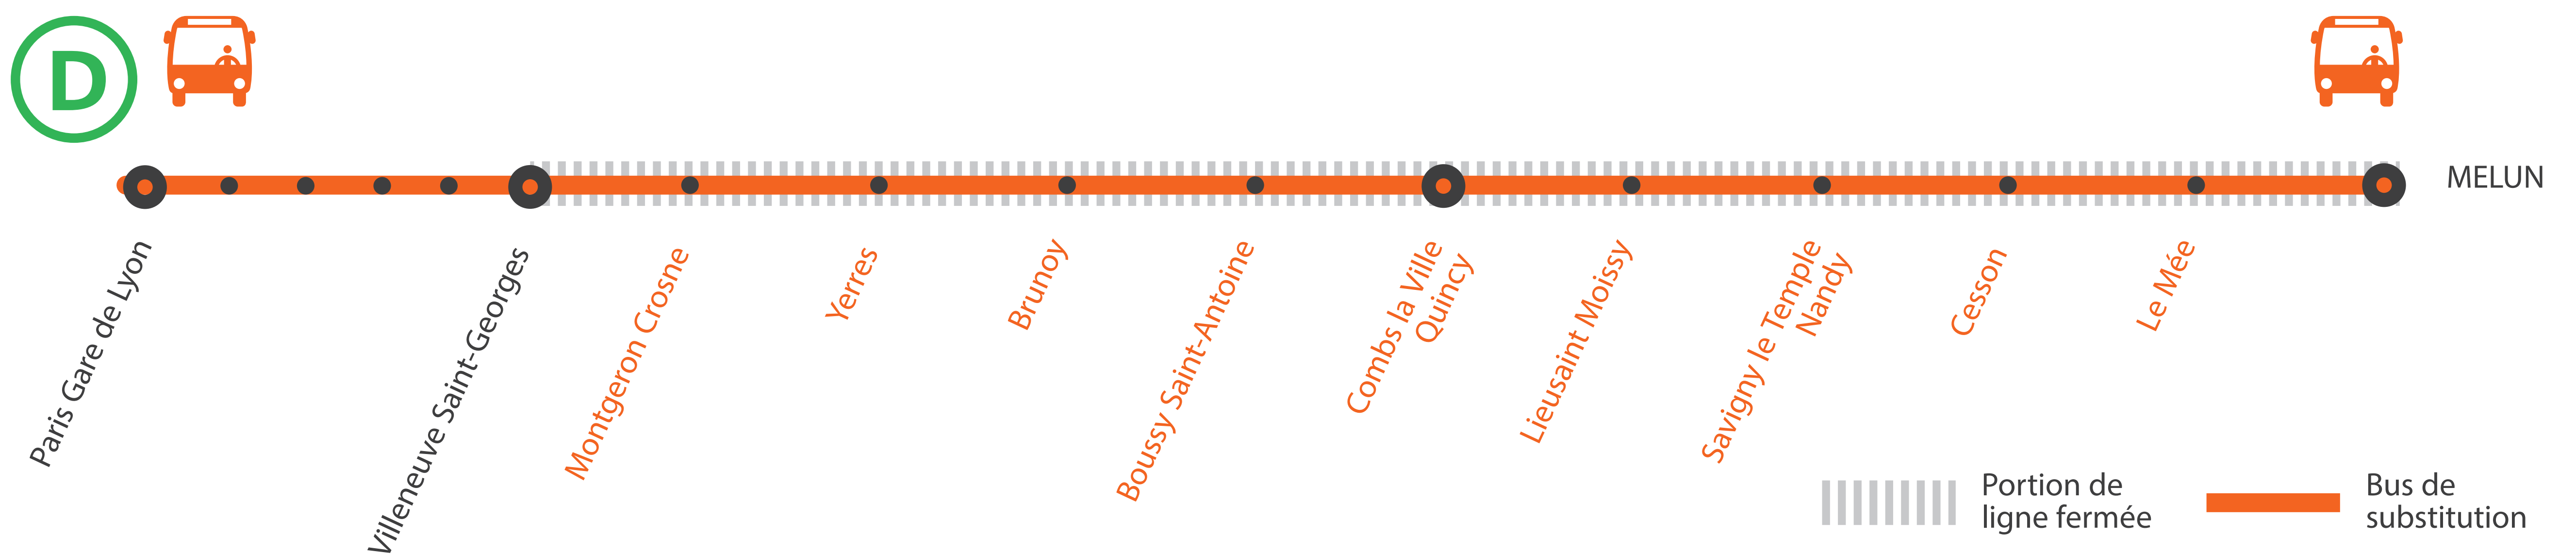 D
MELUN
Paris Gare de Lyon
Villeneuve Saint-Georges
Montgeron Crosne
Yerres
Brunoy
Boussy Saint-Antoine
Combs la Ville
Quincy
Lieusaint Moissy
Savigny le Temple
Nandy
Cesson
Le Mée
Portion de
ligne fermée
Bus de
substitution